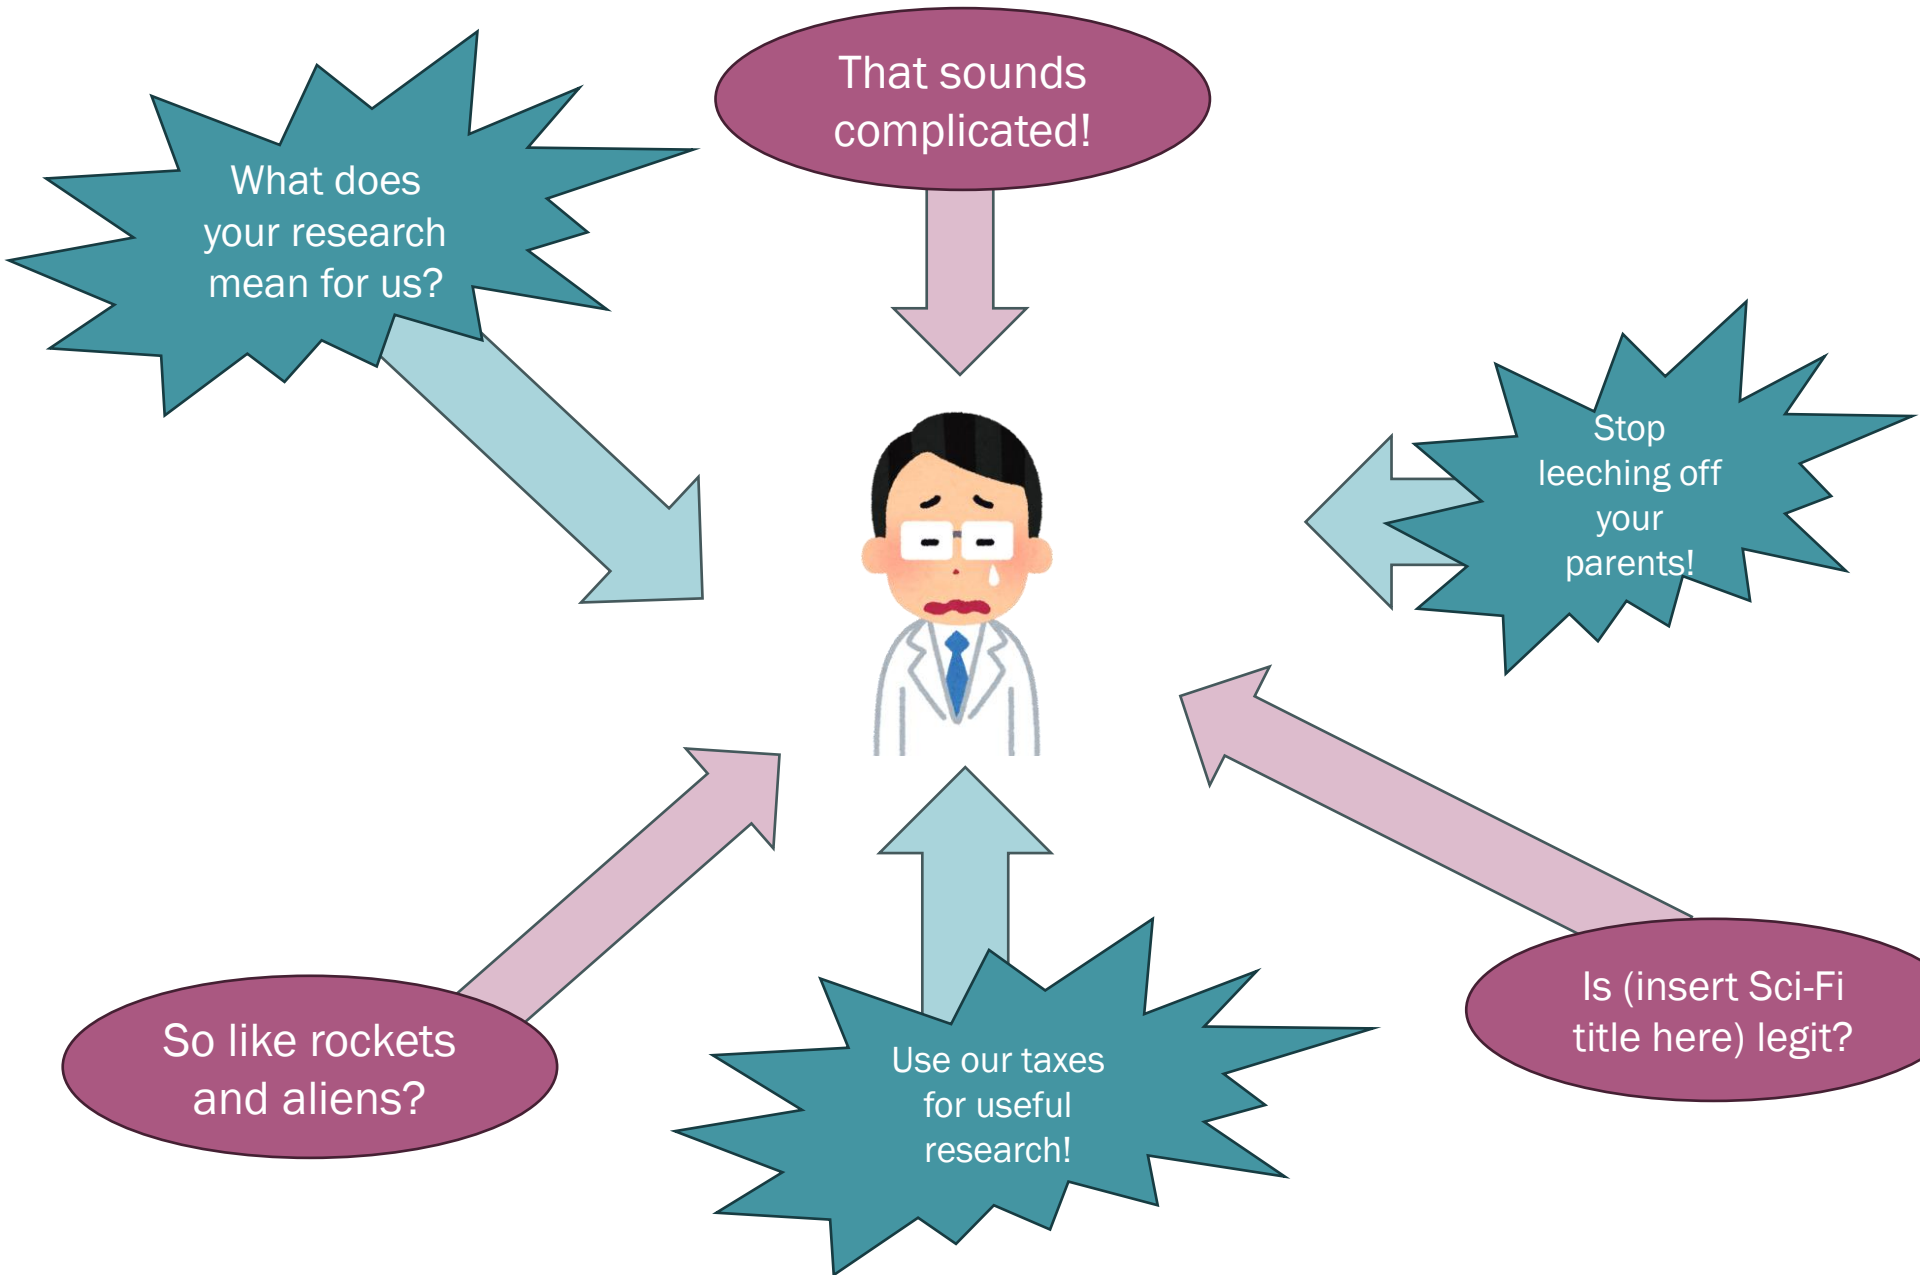 That sounds
complicated!
What does
your research
mean for us?
Stop
leeching off
your
parents!
So like rockets
and aliens?
Use our taxes
for useful
research!
Is (insert Sci-Fi
title here) legit?